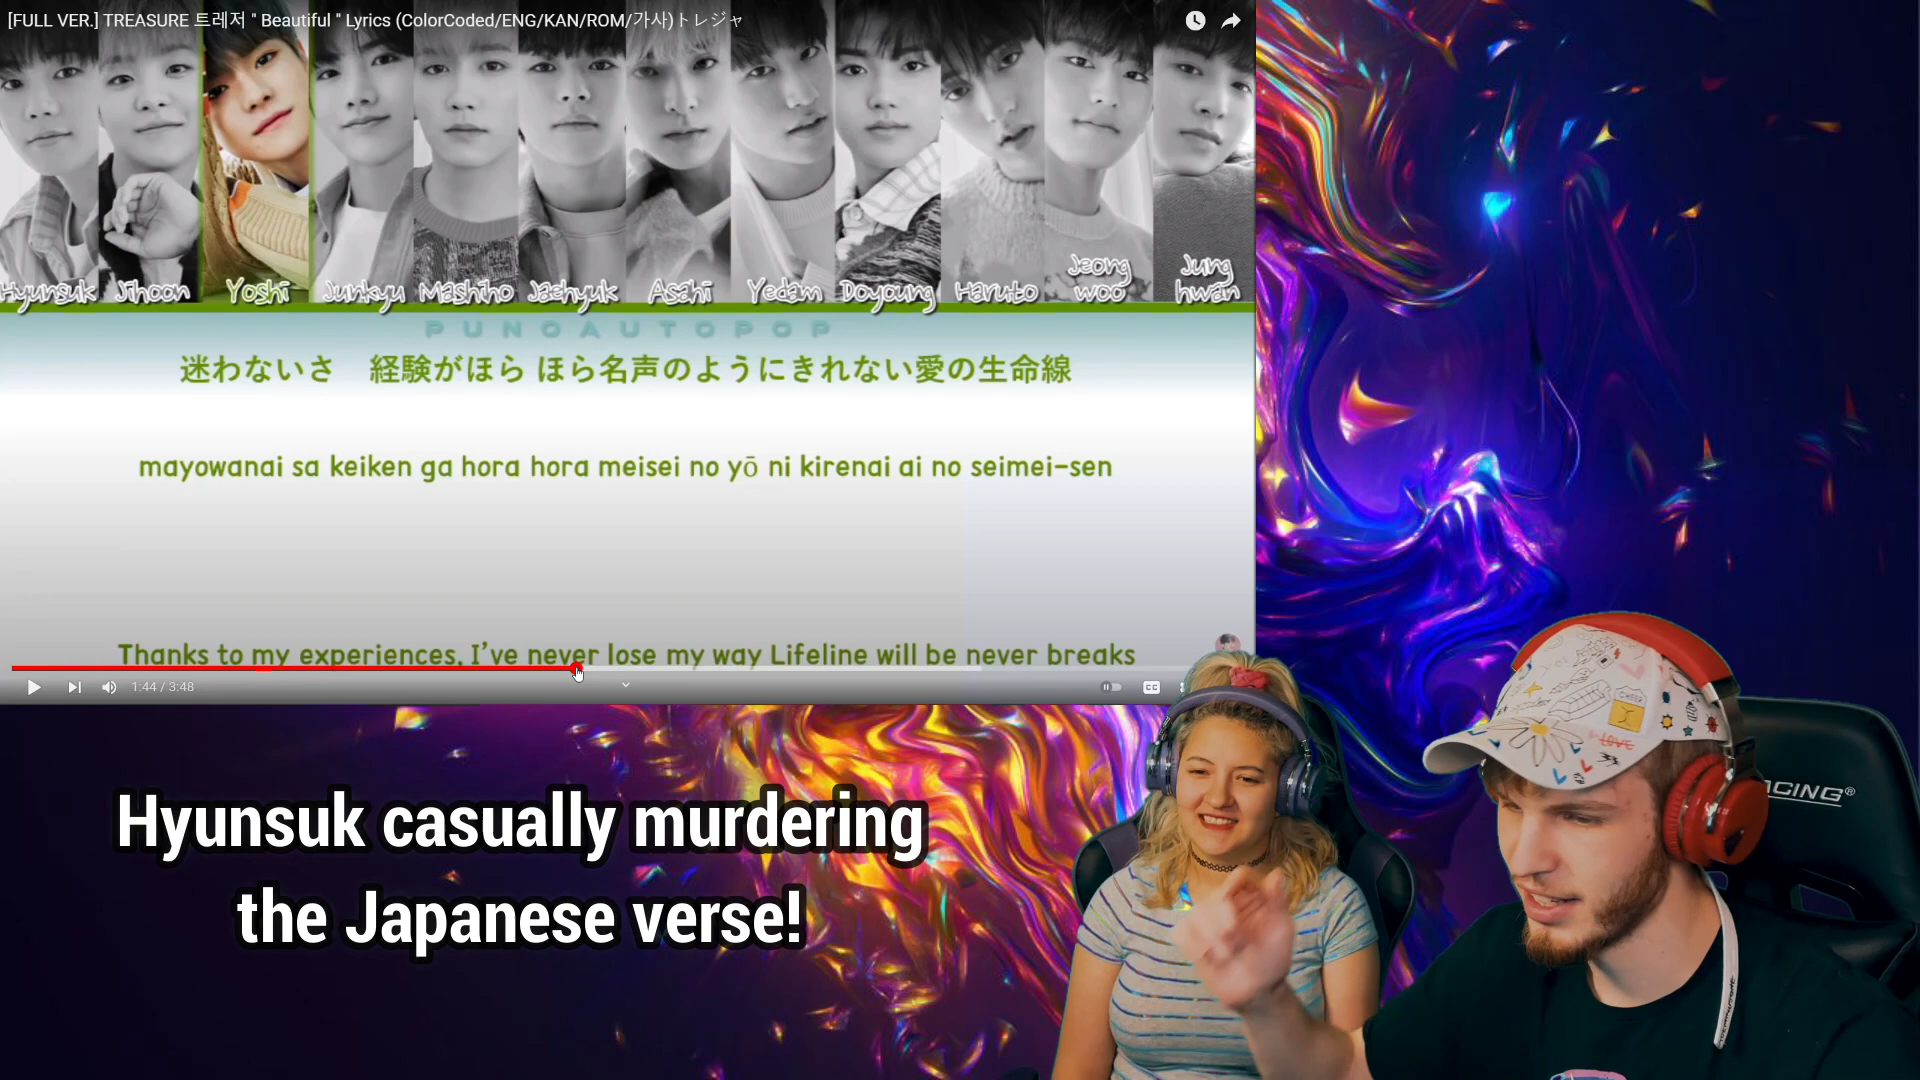 [FULL VER.] TREASURE 트레저 " Beautiful " Lyrics (ColorCoded/ENG/KAN/ROM/가사)トレジャ
Hyunsuk Jihoon Yoshi Junkyu Mashiho Jaehyuk Asahi Yedam Doyoung Haruto Jeong woo Jung hwan
PUNOAUTOPOP
迷わないさ 経験がほら ほら名声のようにきれない愛の生命線
mayowanai sa keiken ga hora hora meisei no yō ni kirenai ai no seimei-sen
Thanks to my experiences, I've never lose my way Lifeline will be never breaks
1:44 / 3:48
CC
Hyunsuk casually murdering
the Japanese verse!
LOVE
CING®